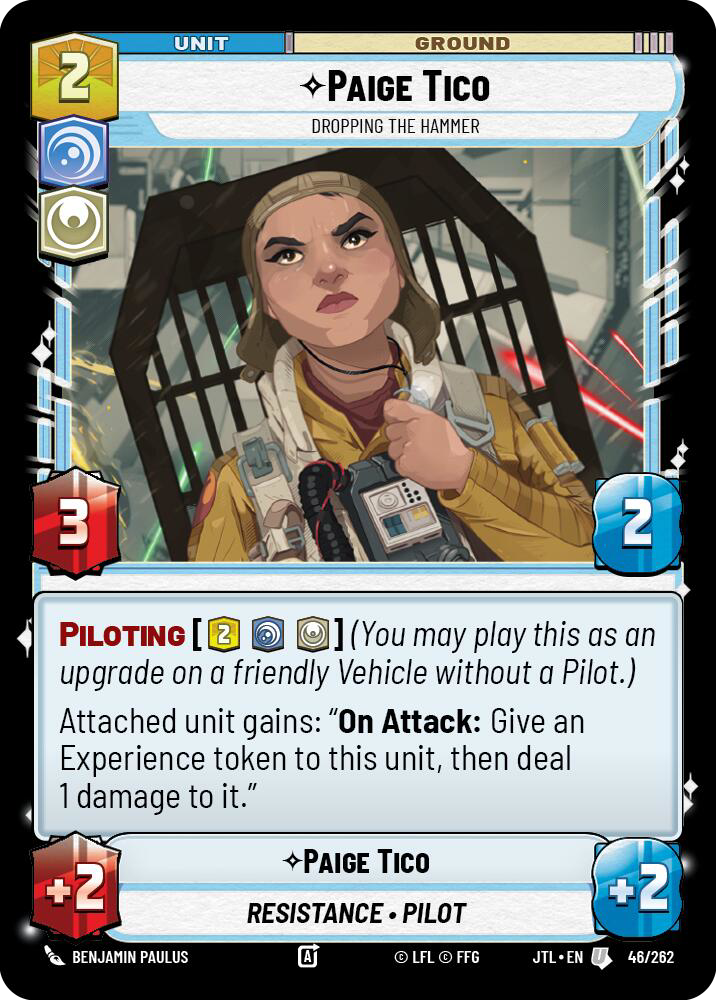 UNIT
GROUND
2
PAIGE TICO
DROPPING THE HAMMER
3
2
PILOTING [2] (You may play this as an
upgrade on a friendly Vehicle without a Pilot.)
Attached unit gains: “On Attack: Give an
Experience token to this unit, then deal
1 damage to it.”
+2
PAIGE TICO
+2
RESISTANCE • PILOT
BENJAMIN PAULUS
A
© LFL © FFG
JTL • EN
U
46/262